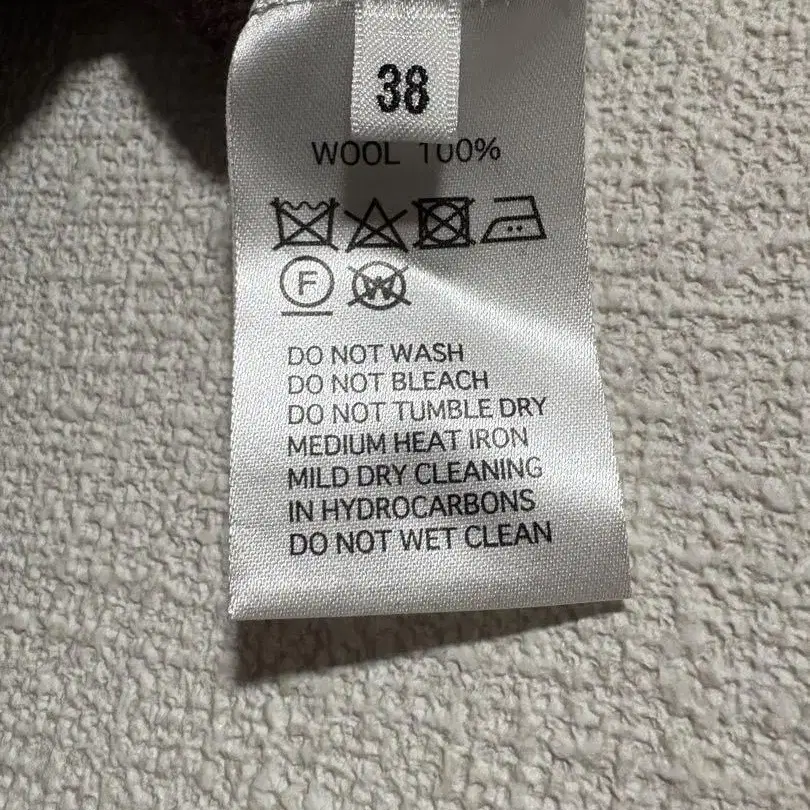 38
WOOL 100%
F W
DO NOT WASH
DO NOT BLEACH
DO NOT TUMBLE DRY
MEDIUM HEAT IRON
MILD DRY CLEANING
IN HYDROCARBONS
DO NOT WET CLEAN